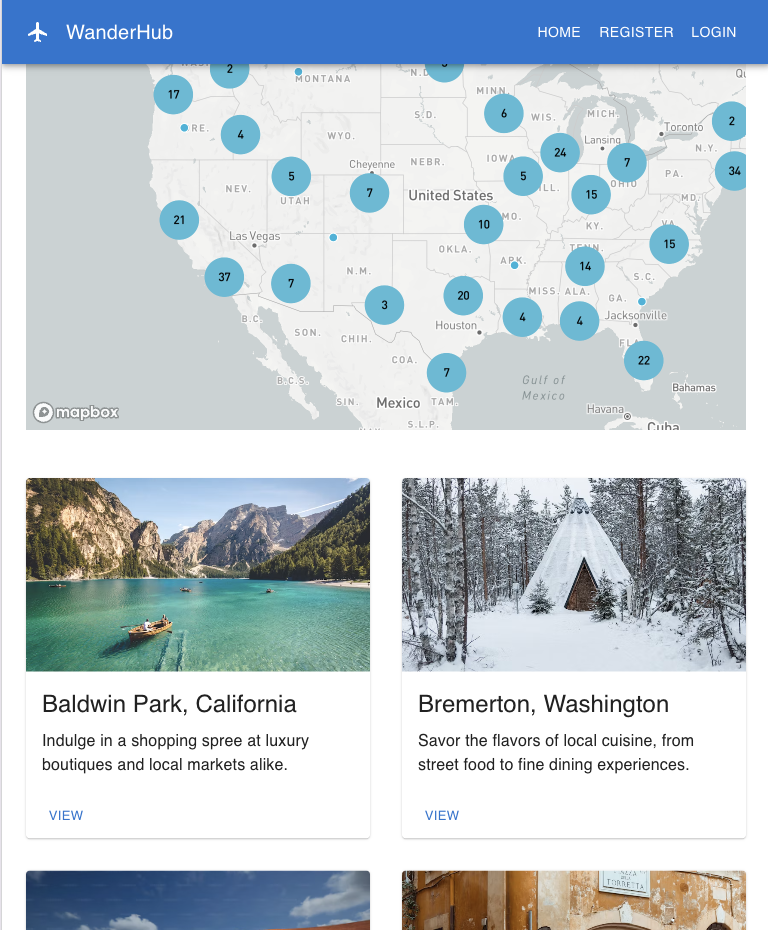 WanderHub
HOME
REGISTER
LOGIN
2
MONTANA
N.D.
17
MINN.
6
S.D.
WIS.
MICH.
Toronto
2
RE.
4
WYO.
Lansing
24
N.Y.
Cheyenne
IOWA
7
NEBR.
5
5
ILL.
OHIO
PA.
34
NEV.
UTAH
7
United States
15
MD.
21
10
MO.
KY.
VA.
Las Vegas
15
OKLA.
ARK.
TENN.
37
N.M.
14
7
S.C.
20
MISS.
ALA.
GA.
3
4
4
Jacksonville
B.C.
Houston
SON.
CHIH.
FLA.
COA.
22
7
B.C.S.
Gulf of
Mexico
Bahamas
SIN.
Mexico
TAM.
Havana
mapbox
S.L.P.
Cuba
Baldwin Park, California
Indulge in a shopping spree at luxury
boutiques and local markets alike.
VIEW
Bremerton, Washington
Savor the flavors of local cuisine, from
street food to fine dining experiences.
VIEW
TORRETTA